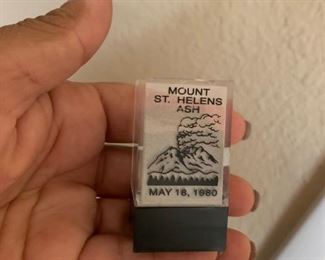 MOUNT
ST. HELENS
ASH
MAY 18, 1980